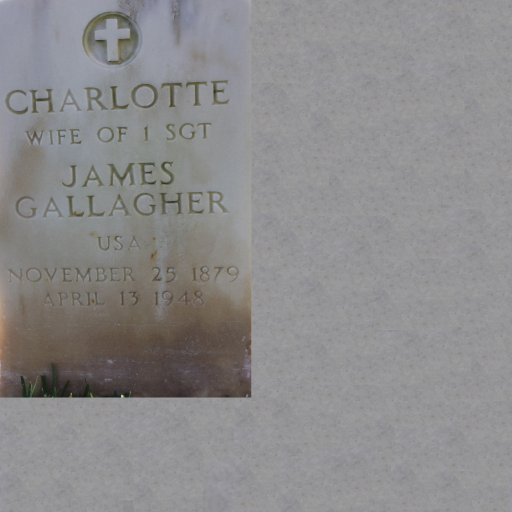 CHARLOTTE
WIFE OF 1 SGT
JAMES
GALLAGHER
USA
NOVEMBER 25 1879
APRIL 13 1948